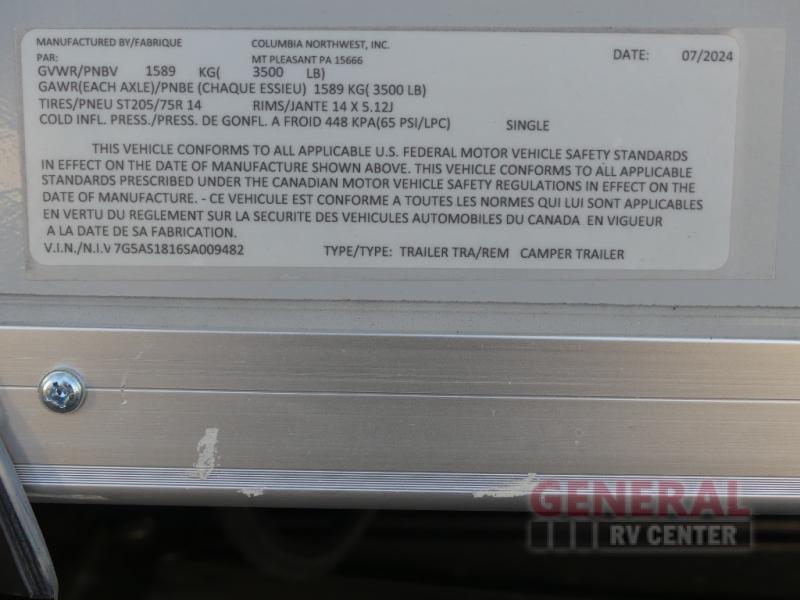 MANUFACTURED BY/FABRIQUE COLUMBIA NORTHWEST, INC. DATE: 07/2024
PAR: MT PLEASANT PA 15666
GVWR/PNBV 1589 KG( 3500 LB)
GAWR(EACH AXLE)/PNBE (CHAQUE ESSIEU) 1589 KG( 3500 LB)
TIRES/PNEU ST205/75R 14 RIMS/JANTE 14 X 5.12J
COLD INFL. PRESS./PRESS. DE GONFL. A FROID 448 KPA(65 PSI/LPC) SINGLE
THIS VEHICLE CONFORMS TO ALL APPLICABLE U.S. FEDERAL MOTOR VEHICLE SAFETY STANDARDS
IN EFFECT ON THE DATE OF MANUFACTURE SHOWN ABOVE. THIS VEHICLE CONFORMS TO ALL APPLICABLE
STANDARDS PRESCRIBED UNDER THE CANADIAN MOTOR VEHICLE SAFETY REGULATIONS IN EFFECT ON THE
DATE OF MANUFACTURE. - CE VEHICULE EST CONFORME A TOUTES LES NORMES QUI LUI SONT APPLICABLES
EN VERTU DU REGLEMENT SUR LA SECURITE DES VEHICULES AUTOMOBILES DU CANADA EN VIGUEUR
A LA DATE DE SA FABRICATION.
V.I.N./N.I.V 7G5AS1816SA009482 TYPE/TYPE: TRAILER TRA/REM CAMPER TRAILER
GENERAL
RV CENTER